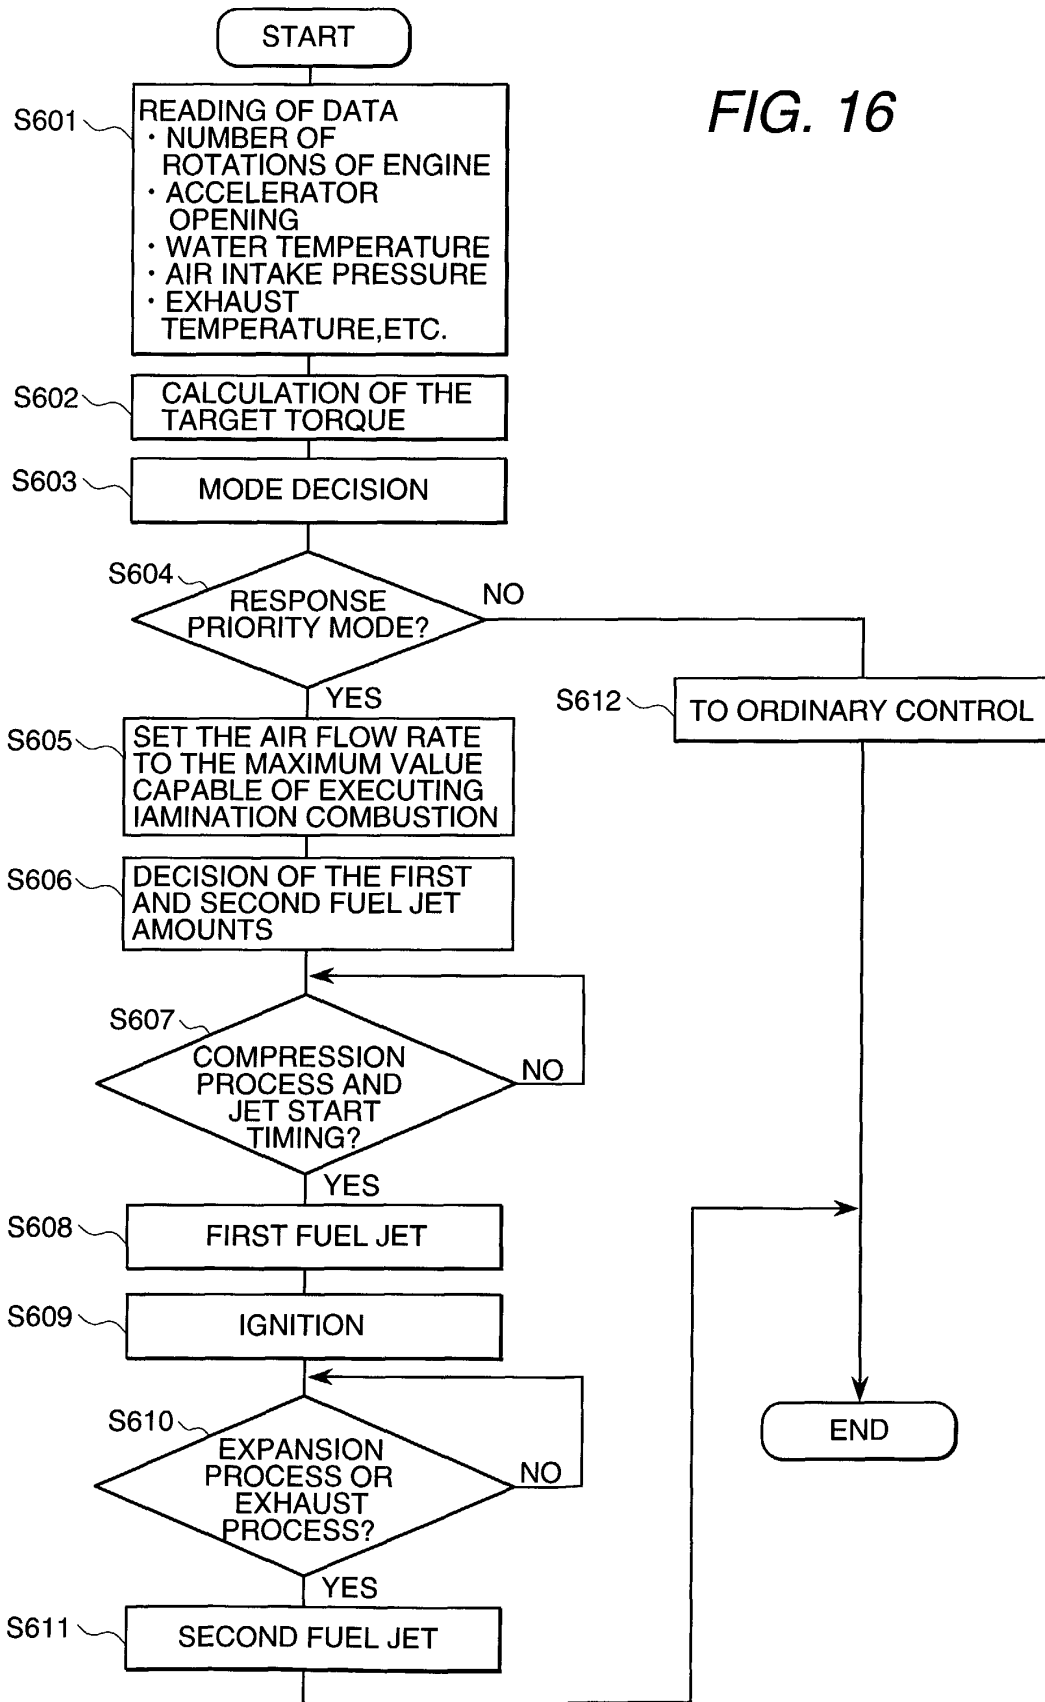 START
FIG. 16
S601
READING OF DATA
・NUMBER OF
ROTATIONS OF ENGINE
・ACCELERATOR
OPENING
・WATER TEMPERATURE
・AIR INTAKE PRESSURE
・EXHAUST
TEMPERATURE,ETC.
S602
CALCULATION OF THE
TARGET TORQUE
S603
MODE DECISION
S604
RESPONSE
PRIORITY MODE?
NO
YES
S612
TO ORDINARY CONTROL
S605
SET THE AIR FLOW RATE
TO THE MAXIMUM VALUE
CAPABLE OF EXECUTING
IAMINATION COMBUSTION
S606
DECISION OF THE FIRST
AND SECOND FUEL JET
AMOUNTS
S607
COMPRESSION
PROCESS AND
JET START
TIMING?
NO
YES
S608
FIRST FUEL JET
S609
IGNITION
S610
EXPANSION
PROCESS OR
EXHAUST
PROCESS?
NO
YES
END
S611
SECOND FUEL JET